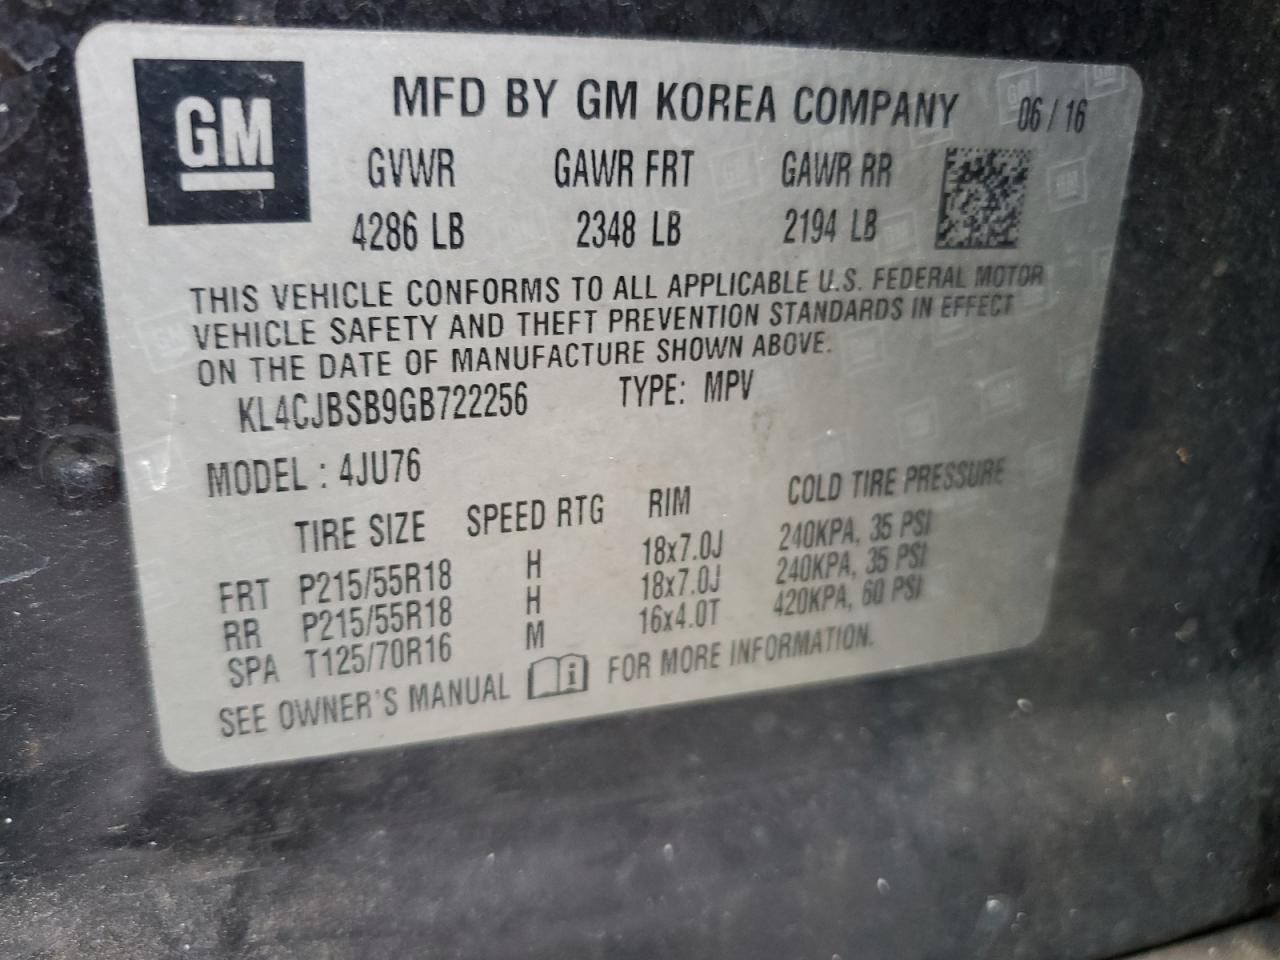 GM
MFD BY GM KOREA COMPANY 06 / 16
GVWR GAWR FRT GAWR RR
4286 LB 2348 LB 2194 LB
THIS VEHICLE CONFORMS TO ALL APPLICABLE U.S. FEDERAL MOTOR
VEHICLE SAFETY AND THEFT PREVENTION STANDARDS IN EFFECT
ON THE DATE OF MANUFACTURE SHOWN ABOVE.
KL4CJBSB9GB722256 TYPE: MPV
MODEL : 4JU76
TIRE SIZE SPEED RTG RIM COLD TIRE PRESSURE
FRT P215/55R18 H 18x7.0J 240KPA, 35 PSI
RR P215/55R18 H 18x7.0J 240KPA, 35 PSI
SPA T125/70R16 M 16x4.0T 420KPA, 60 PSI
SEE OWNER'S MANUAL i FOR MORE INFORMATION.